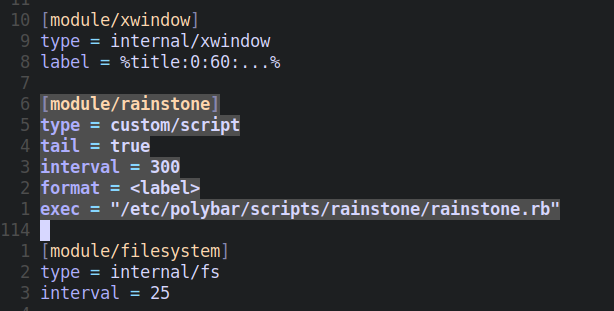 11
10 [module/xwindow]
9 type = internal/xwindow
8 label = %title:0:60:...%
7
6 [module/rainstone]
5 type = custom/script
4 tail = true
3 interval = 300
2 format = <label>
1 exec = "/etc/polybar/scripts/rainstone/rainstone.rb"
114
1 [module/filesystem]
2 type = internal/fs
3 interval = 25